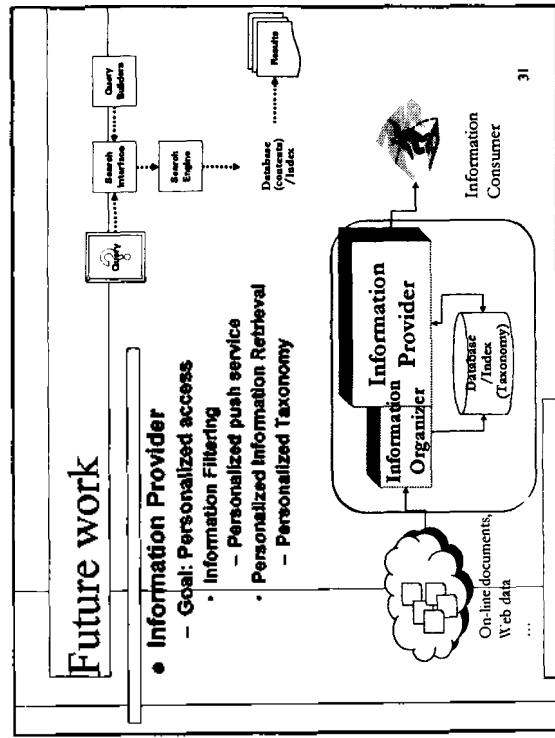 Future work
● Information Provider
– Goal: Personalized access
• Information Filtering
– Personalized push service
• Personalized Information Retrieval
– Personalized Taxonomy
Query
Search
Interface
Query
Builders
Search
Engine
Database
(contents)
/Index
Results
On-line documents,
Web data
…
Information
Organizer
Information
Provider
Database
/Index
(Taxonomy)
Information
Consumer
31